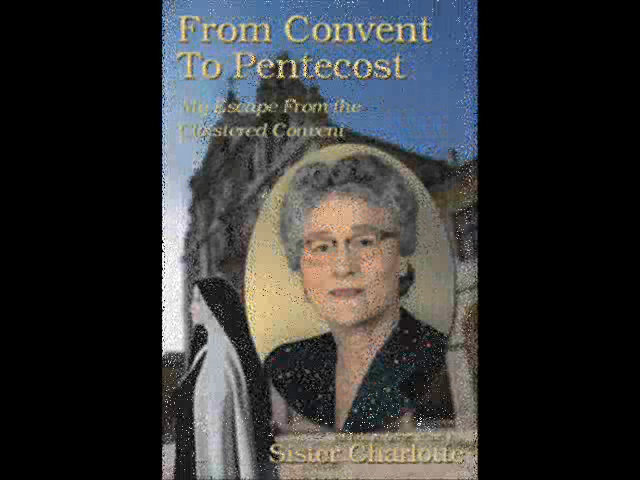 From Convent
To Pentecost
My Escape From the
Cloistered Convent
Sister Charlotte